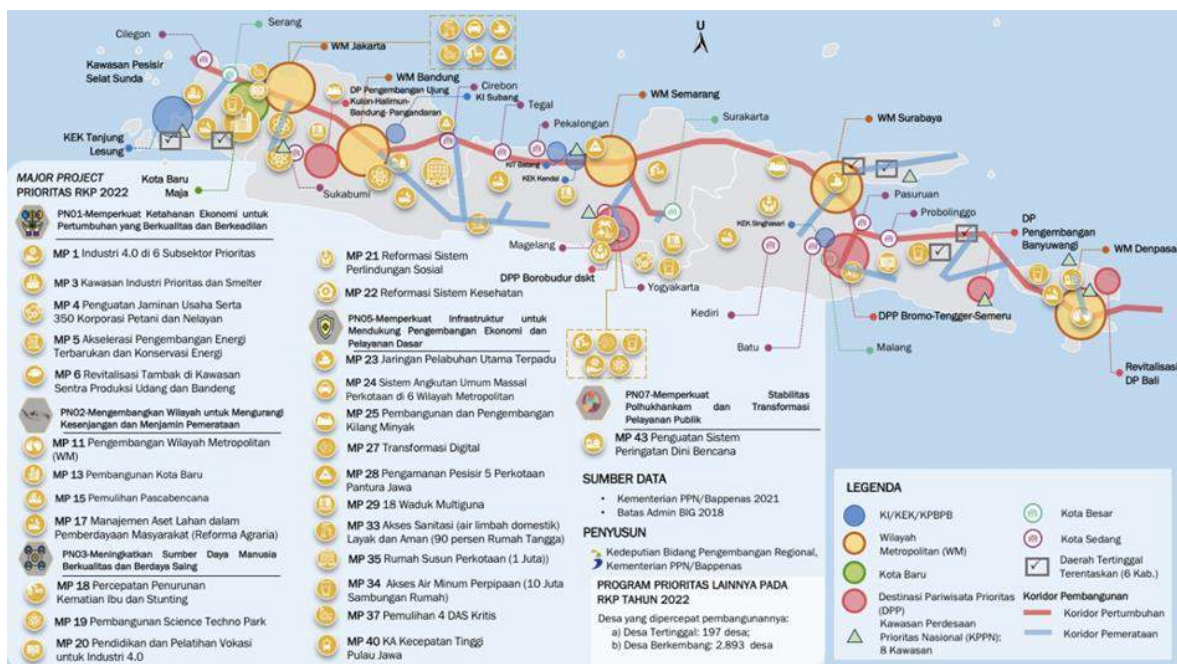 Serang
Cilegon
WM Jakarta
Kawasan Pesisir
Selat Sunda
WM Bandung
DP Pengembangan Ujung
Kulon-Halimun-
Bandung- Pangandaran
Cirebon
KI Subang
Tegal
Pekalongan
U
WM Semarang
Surakarta
WM Surabaya
KEK Tanjung
Lesung
Kota Baru
Maja
Sukabumi
KIT Batang
KEK Kendal
Magelang
DPP Borobudur dskt
Yogyakarta
KEK Singhasari
Kediri
Batu
Pasuruan
Probolinggo
DP
Pengembangan
Banyuwangi
WM Denpasa
DPP Bromo-Tengger-Semeru
Malang
Revitalisasi
DP Bali
MAJOR PROJECT
PRIORITAS RKP 2022
PN01-Memperkuat Ketahanan Ekonomi untuk
Pertumbuhan yang Berkualitas dan Berkeadilan
MP 1 Industri 4.0 di 6 Subsektor Prioritas
MP 3 Kawasan Industri Prioritas dan Smelter
MP 4 Penguatan Jaminan Usaha Serta
350 Korporasi Petani dan Nelayan
MP 5 Akselerasi Pengembangan Energi
Terbarukan dan Konservasi Energi
MP 6 Revitalisasi Tambak di Kawasan
Sentra Produksi Udang dan Bandeng
PN02-Mengembangkan Wilayah untuk Mengurangi
Kesenjangan dan Menjamin Pemerataan
MP 11 Pengembangan Wilayah Metropolitan
(WM)
MP 13 Pembangunan Kota Baru
MP 15 Pemulihan Pascabencana
MP 17 Manajemen Aset Lahan dalam
Pemberdayaan Masyarakat (Reforma Agraria)
PN03-Meningkatkan Sumber Daya Manusia
Berkualitas dan Berdaya Saing
MP 18 Percepatan Penurunan
Kematian Ibu dan Stunting
MP 19 Pembangunan Science Techno Park
MP 20 Pendidikan dan Pelatihan Vokasi
untuk Industri 4.0
MP 21 Reformasi Sistem
Perlindungan Sosial
MP 22 Reformasi Sistem Kesehatan
PN05-Memperkuat Infrastruktur untuk
Mendukung Pengembangan Ekonomi dan
Pelayanan Dasar
MP 23 Jaringan Pelabuhan Utama Terpadu
MP 24 Sistem Angkutan Umum Massal
Perkotaan di 6 Wilayah Metropolitan
MP 25 Pembangunan dan Pengembangan
Kilang Minyak
MP 27 Transformasi Digital
MP 28 Pengamanan Pesisir 5 Perkotaan
Pantura Jawa
MP 29 18 Waduk Multiguna
MP 33 Akses Sanitasi (air limbah domestik)
Layak dan Aman (90 persen Rumah Tangga)
MP 35 Rumah Susun Perkotaan (1 Juta))
MP 34 Akses Air Minum Perpipaan (10 Juta
Sambungan Rumah)
MP 37 Pemulihan 4 DAS Kritis
MP 40 KA Kecepatan Tinggi
Pulau Jawa
PN07-Memperkuat Stabilitas
Polhukhankam dan Transformasi
Pelayanan Publik
MP 43 Penguatan Sistem
Peringatan Dini Bencana
SUMBER DATA
• Kementerian PPN/Bappenas 2021
• Batas Admin BIG 2018
PENYUSUN
Kedeputian Bidang Pengembangan Regional,
Kementerian PPN/Bappenas
PROGRAM PRIORITAS LAINNYA PADA
RKP TAHUN 2022
Desa yang dipercepat pembangunannya:
a) Desa Tertinggal: 197 desa;
b) Desa Berkembang: 2.893 desa
LEGENDA
KI/KEK/KPBPB
Wilayah
Metropolitan (WM)
Kota Baru
Destinasi Pariwisata Prioritas
(DPP)
Kawasan Perdesaan
Prioritas Nasional (KPPN):
8 Kawasan
Kota Besar
Kota Sedang
Daerah Tertinggal
Terentaskan (6 Kab.)
Koridor Pembangunan
Koridor Pertumbuhan
Koridor Pemerataan